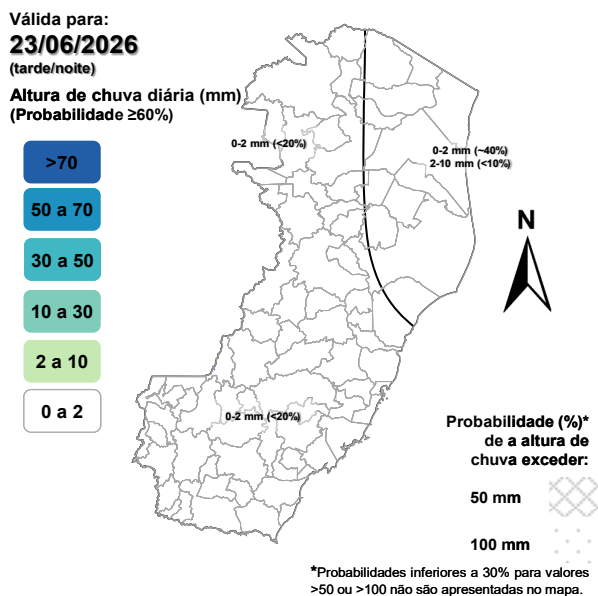 Válida para:
23/06/2026
(tarde/noite)
Altura de chuva diária (mm)
(Probabilidade ≥60%)
>70
50 a 70
30 a 50
10 a 30
2 a 10
0 a 2
0-2 mm (<20%)
0-2 mm (~40%)
2-10 mm (<10%)
0-2 mm (<20%)
N
Probabilidade (%)*
de a altura de
chuva exceder:
50 mm
100 mm
*Probabilidades inferiores a 30% para valores
>50 ou >100 não são apresentadas no mapa.